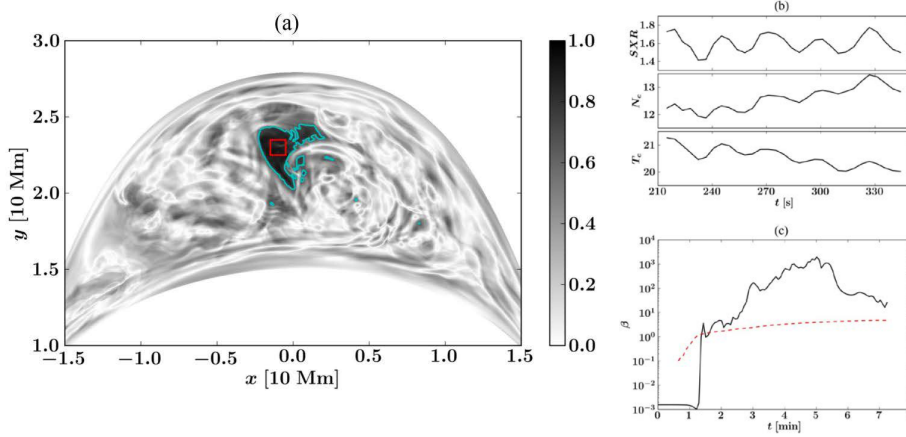 (a)
3.0
2.5
2.0
1.5
1.0
y [10 Mm]
−1.5 −1.0 −0.5 0.0 0.5 1.0 1.5
x [10 Mm]
1.0
0.8
0.6
0.4
0.2
0.0
(b)
1.8
1.6
1.4
SXR
13
12
N_e
21
20
T_e
210 240 270 300 330
t [s]
(c)
10^4
10^3
10^2
10^1
10^0
10^−1
10^−2
10^−3
β
0 1 2 3 4 5 6 7
t [min]